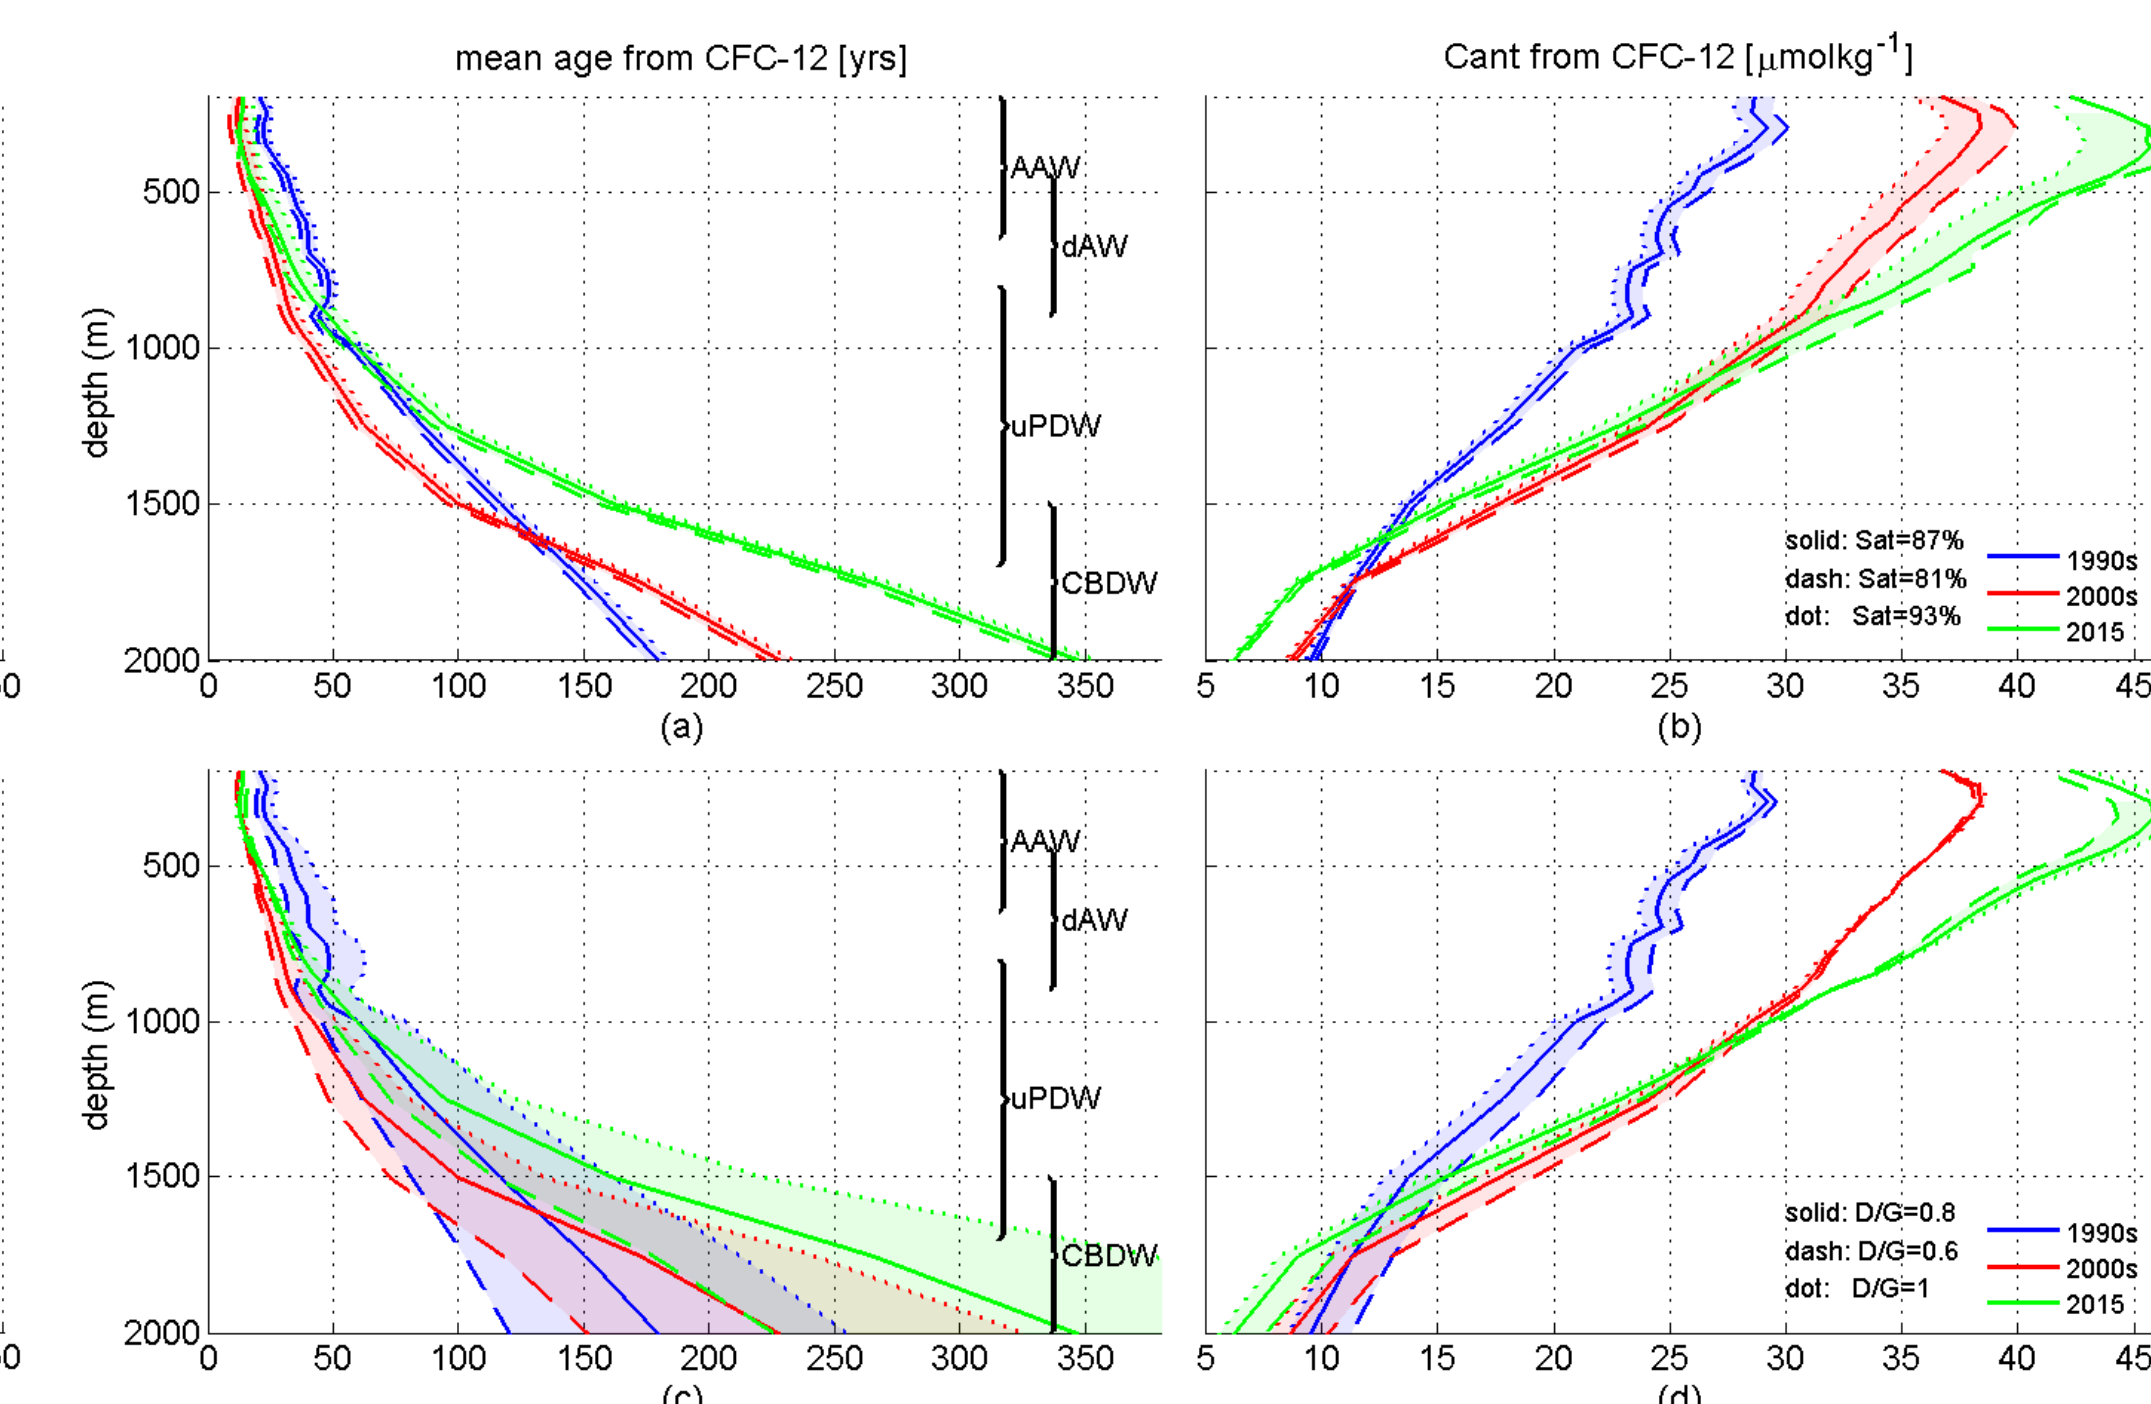 mean age from CFC-12 [yrs]
Cant from CFC-12 [μmolkg⁻¹]
AAW
500
dAW
depth (m)
1000
uPDW
1500
CBDW
solid: Sat=87%
dash: Sat=81%
dot: Sat=93%
1990s
2000s
2015
2000
0 50 100 150 200 250 300 350
5 10 15 20 25 30 35 40 45
(a)
(b)
AAW
500
dAW
depth (m)
1000
uPDW
1500
CBDW
solid: D/G=0.8
dash: D/G=0.6
dot: D/G=1
1990s
2000s
2015
2000
0 50 100 150 200 250 300 350
5 10 15 20 25 30 35 40 45
(c)
(d)